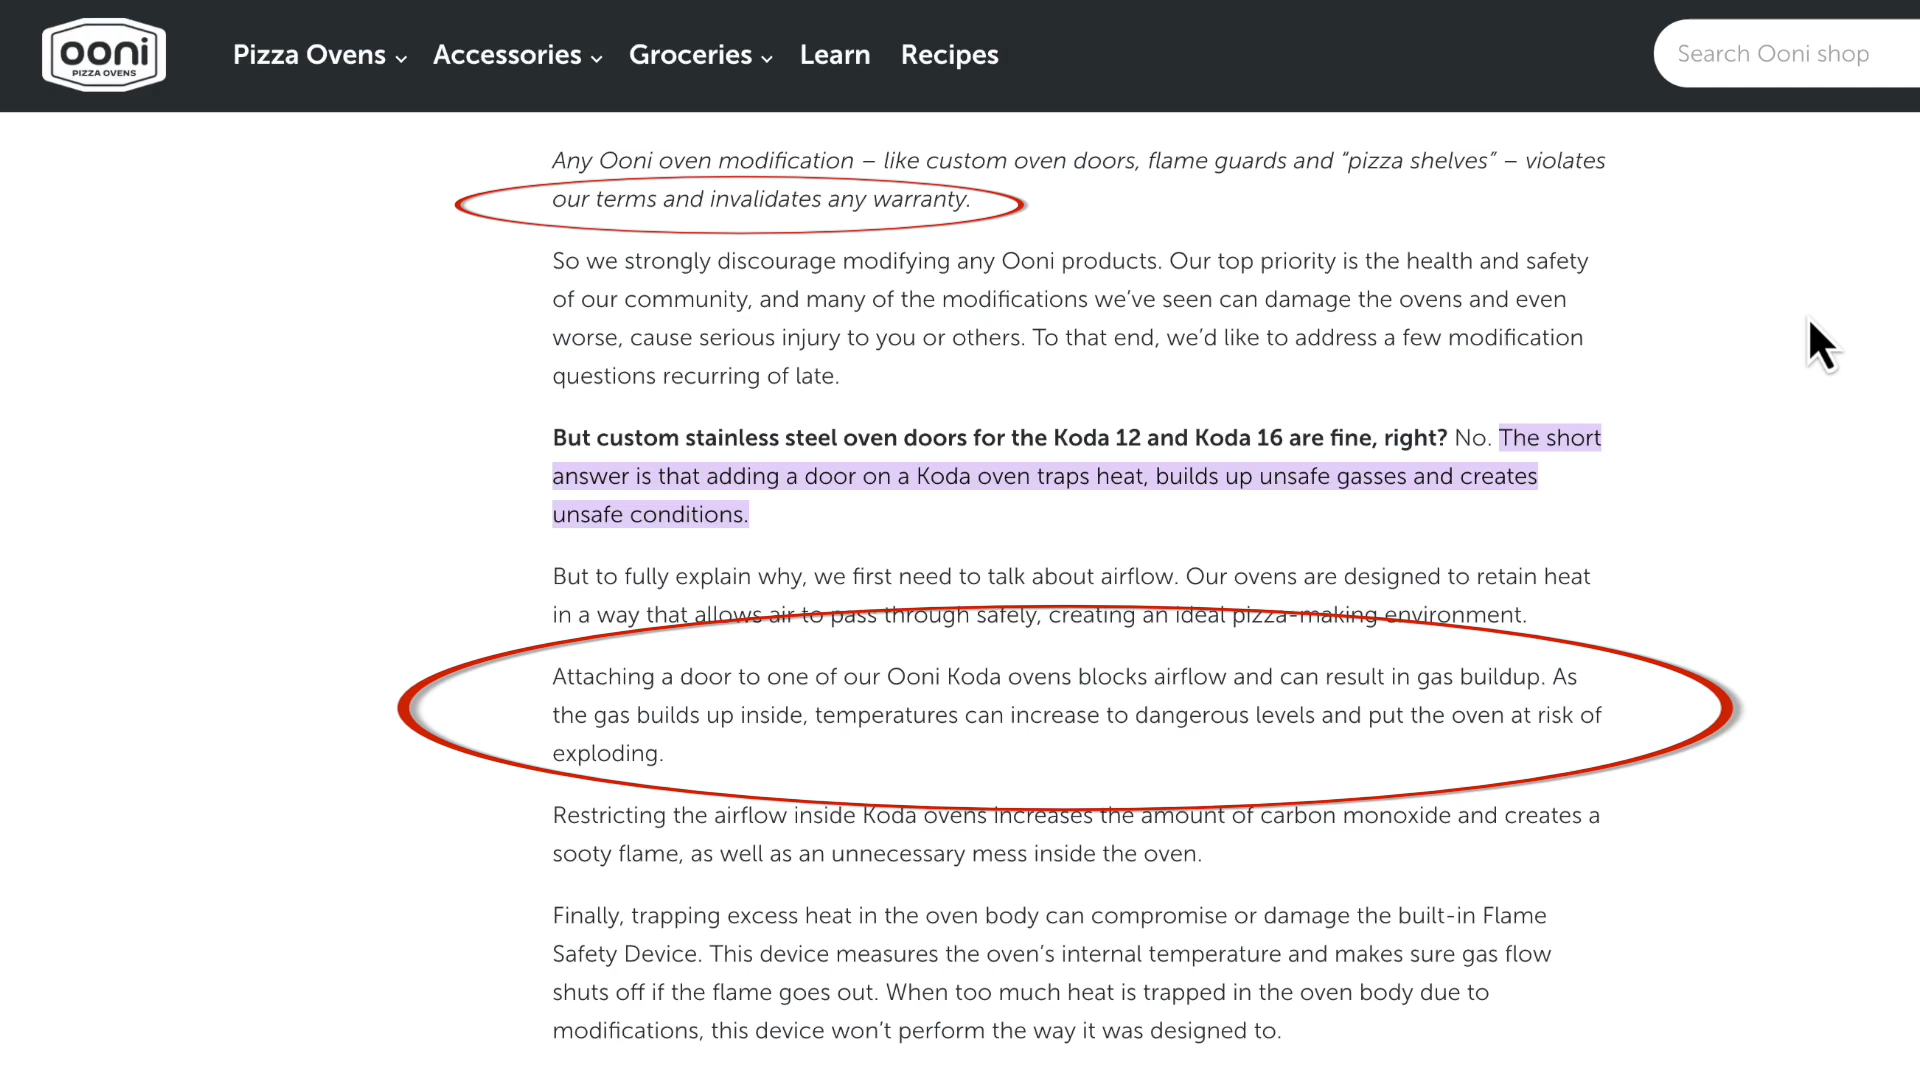 ooni
PIZZA OVENS
Pizza Ovens
Accessories
Groceries
Learn
Recipes
Search Ooni shop
Any Ooni oven modification – like custom oven doors, flame guards and “pizza shelves” – violates
our terms and invalidates any warranty.
So we strongly discourage modifying any Ooni products. Our top priority is the health and safety
of our community, and many of the modifications we’ve seen can damage the ovens and even
worse, cause serious injury to you or others. To that end, we’d like to address a few modification
questions recurring of late.
But custom stainless steel oven doors for the Koda 12 and Koda 16 are fine, right? No. The short
answer is that adding a door on a Koda oven traps heat, builds up unsafe gasses and creates
unsafe conditions.
But to fully explain why, we first need to talk about airflow. Our ovens are designed to retain heat
in a way that allows air to pass through safely, creating an ideal pizza-making environment.
Attaching a door to one of our Ooni Koda ovens blocks airflow and can result in gas buildup. As
the gas builds up inside, temperatures can increase to dangerous levels and put the oven at risk of
exploding.
Restricting the airflow inside Koda ovens increases the amount of carbon monoxide and creates a
sooty flame, as well as an unnecessary mess inside the oven.
Finally, trapping excess heat in the oven body can compromise or damage the built-in Flame
Safety Device. This device measures the oven’s internal temperature and makes sure gas flow
shuts off if the flame goes out. When too much heat is trapped in the oven body due to
modifications, this device won’t perform the way it was designed to.